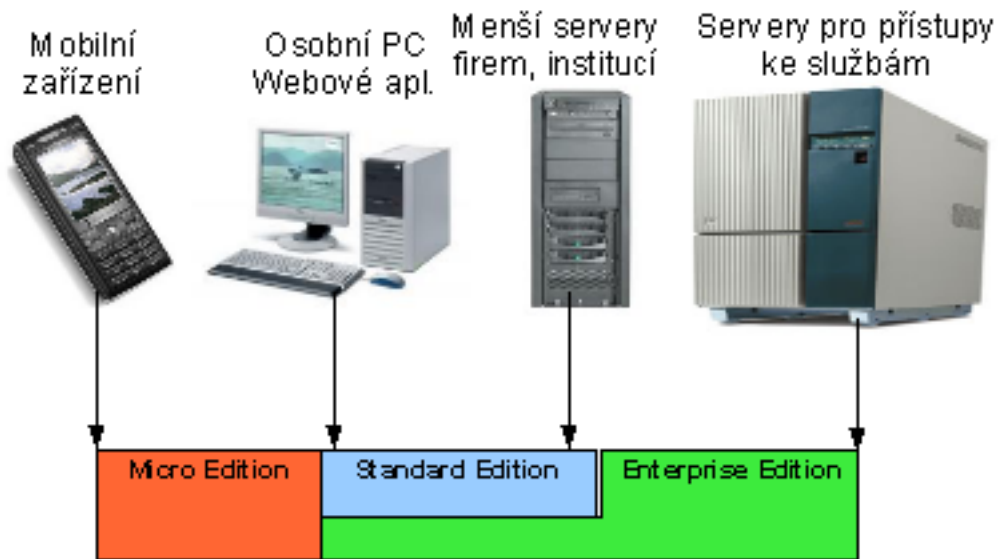 Mobilní
zařízení
Osobní PC
Webové apl.
Menší servery
firem, institucí
Servery pro přístupy
ke službám
Micro Edition
Standard Edition
Enterprise Edition